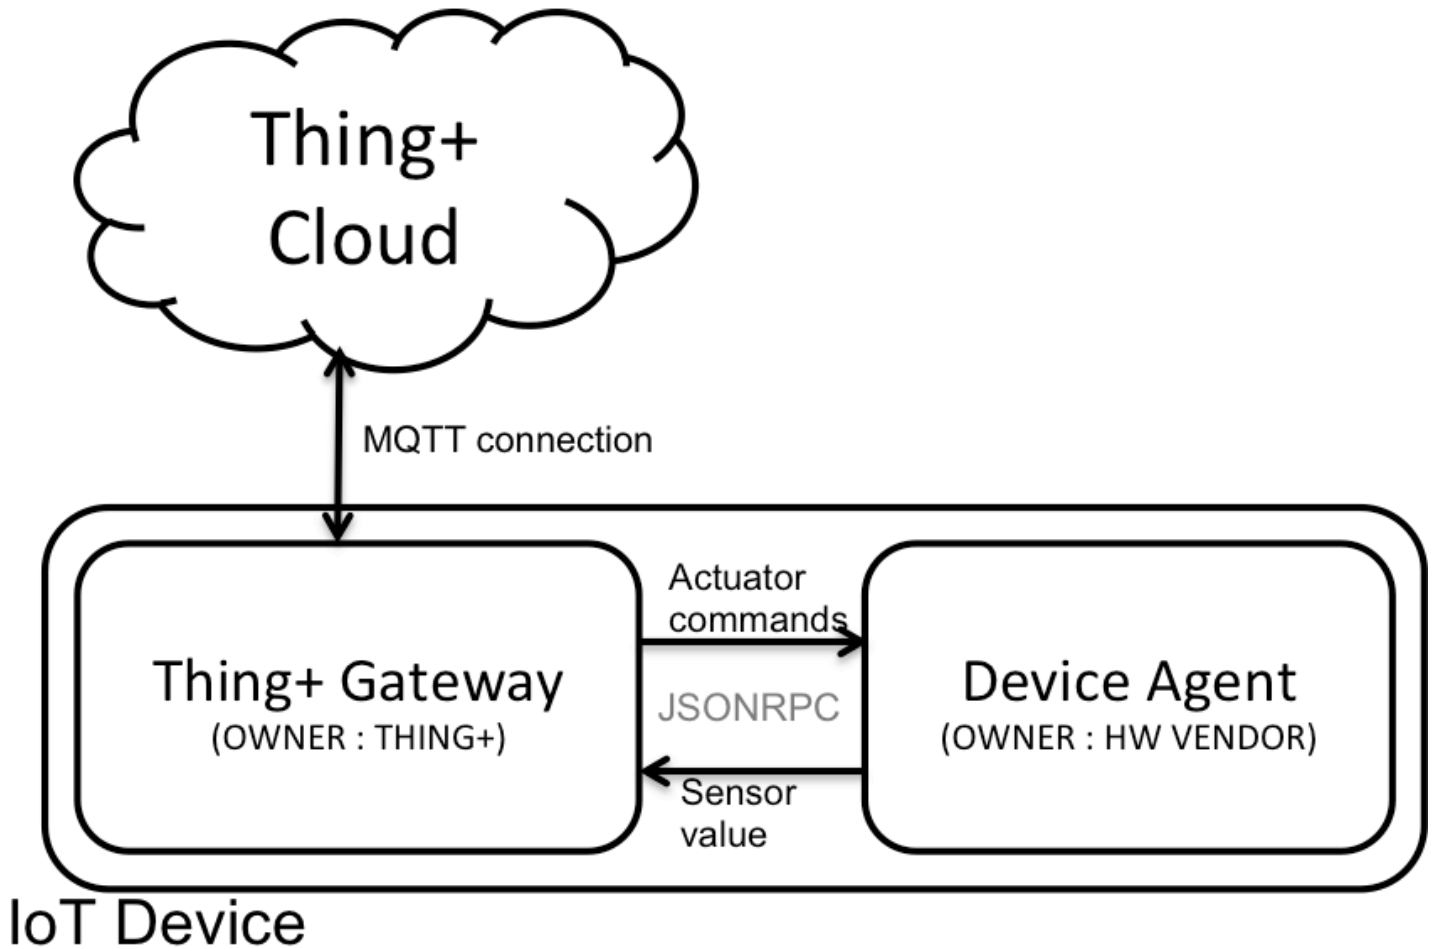 Thing+
Cloud
MQTT connection
Actuator
commands
Thing+ Gateway
(OWNER : THING+)
JSONRPC
Device Agent
(OWNER : HW VENDOR)
Sensor
value
IoT Device